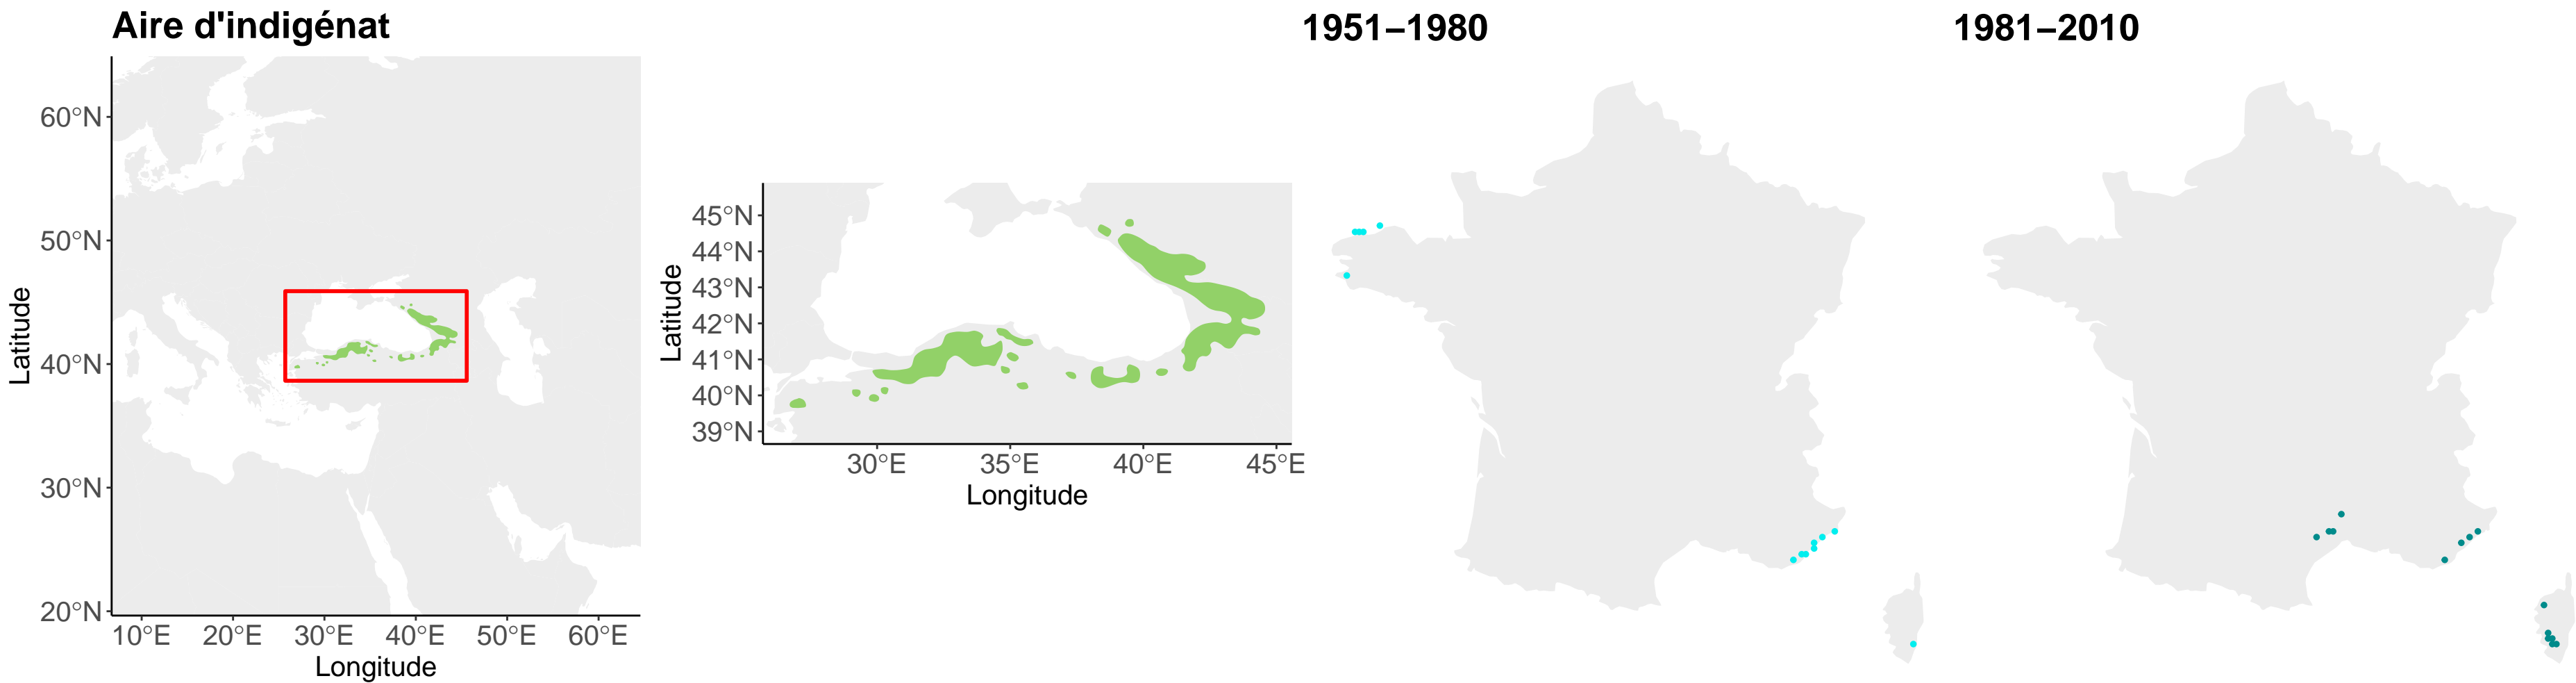 Aire d'indigénat
1951–1980
1981–2010
60°N
50°N
40°N
30°N
20°N
Latitude
10°E 20°E 30°E 40°E 50°E 60°E
Longitude
45°N
44°N
43°N
42°N
41°N
40°N
39°N
Latitude
30°E 35°E 40°E 45°E
Longitude